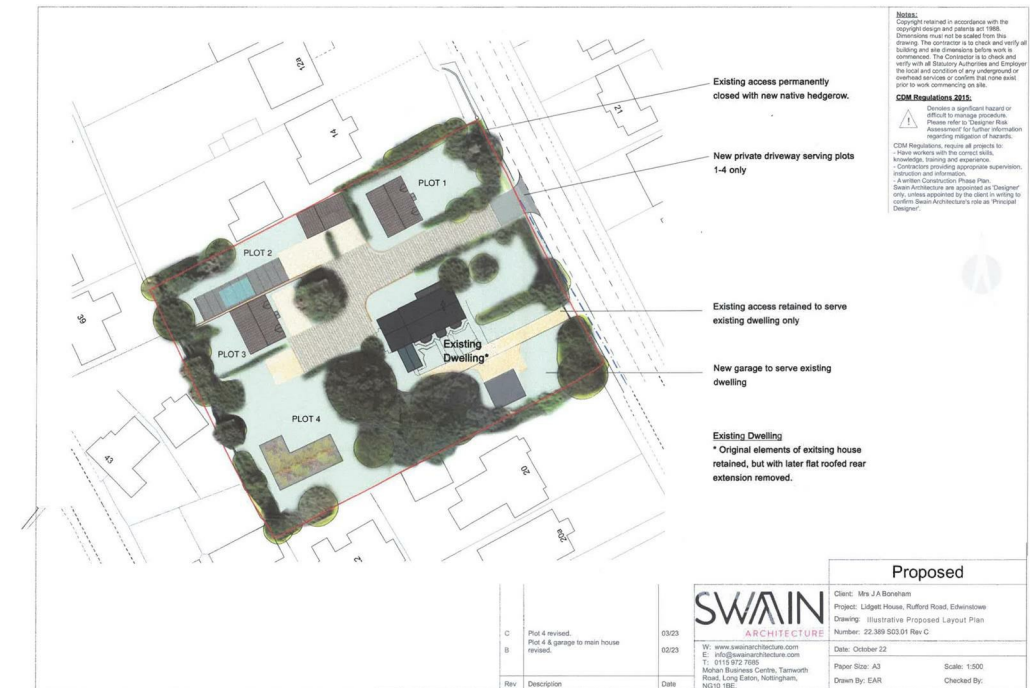 Notes:
Copyright retained in accordance with the
copyright design and patents act 1988.
Dimensions must not be scaled from this
drawing. The contractor is to check and verify all
building and site dimensions before work is
commenced. The Contractor is to check and
verify with all Statutory Authorities and Employer
the local and condition of any underground or
overhead services or confirm that none exist
prior to work commencing on site.
CDM Regulations 2015:
Denotes a significant hazard or
difficult to manage procedure.
Please refer to 'Designer Risk
Assessment' for further information
regarding mitigation of hazards.
CDM Regulations, require all projects to:
- Have workers with the correct skills,
knowledge, training and experience.
- Contractors providing appropriate supervision,
instruction and information.
- A written Construction Phase Plan.
Swain Architecture are appointed as 'Designer'
only, unless appointed by the client in writing to
confirm Swain Architecture's role as 'Principal
Designer'.
Existing access permanently
closed with new native hedgerow.
New private driveway serving plots
1-4 only
Existing access retained to serve
existing dwelling only
New garage to serve existing
dwelling
Existing Dwelling
* Original elements of exitsing house
retained, but with later flat roofed rear
extension removed.
12a
14
21
PLOT 1
PLOT 2
39
PLOT 3
Existing
Dwelling*
PLOT 4
43
20
20a
2
C Plot 4 revised. 03/23
Plot 4 & garage to main house
B revised. 02/23
Rev Description Date
SWAIN
ARCHITECTURE
W: www.swainarchitecture.com
E: info@swainarchitecture.com
T: 0115 972 7685
Mohan Business Centre, Tamworth
Road, Long Eaton, Nottingham,
NG10 1BE.
Proposed
Client: Mrs J A Bonsham
Project: Lidgett House, Rufford Road, Edwinstowe
Drawing: Illustrative Proposed Layout Plan
Number: 22.389 S03.01 Rev C
Date: October 22
Paper Size: A3 Scale: 1:500
Drawn By: EAR Checked By: